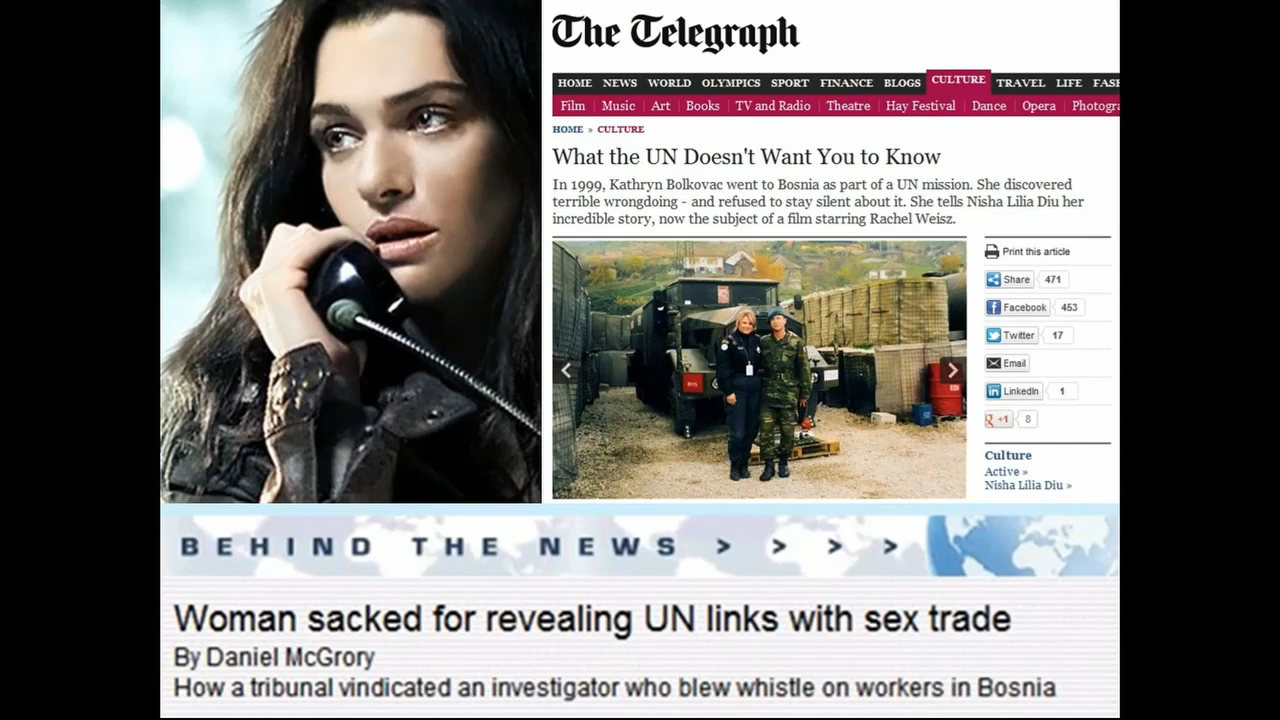 The Telegraph
HOME NEWS WORLD OLYMPICS SPORT FINANCE BLOGS CULTURE TRAVEL LIFE
Film Music Art Books TV and Radio Theatre Hay Festival Dance Opera
HOME » CULTURE
What the UN Doesn't Want You to Know
In 1999, Kathryn Bolkovac went to Bosnia as part of a UN mission. She discovered
terrible wrongdoing - and refused to stay silent about it. She tells Nisha Lilia Diu her
incredible story, now the subject of a film starring Rachel Weisz.
Print this article
Share 471
Facebook 453
Twitter 17
Email
LinkedIn 1
+1 8
Culture
Active »
Nisha Lilia Diu »
BEHIND THE NEWS > > > >
Woman sacked for revealing UN links with sex trade
By Daniel McGrory
How a tribunal vindicated an investigator who blew whistle on workers in Bosnia